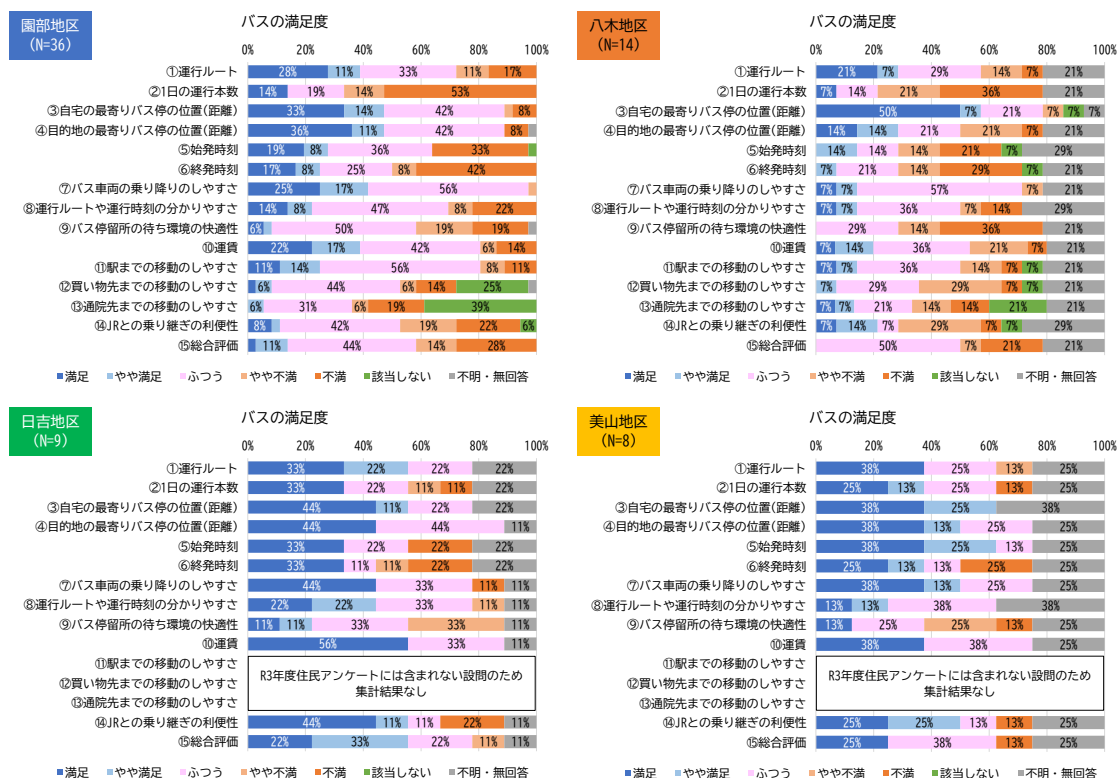 園部地区
(N=36)
バスの満足度
0% 20% 40% 60% 80% 100%
①運行ルート 28% 11% 33% 11% 17%
②1日の運行本数 14% 19% 14% 53%
③自宅の最寄りバス停の位置(距離) 33% 14% 42% 8%
④目的地の最寄りバス停の位置(距離) 36% 11% 42% 8%
⑤始発時刻 19% 8% 36% 33%
⑥終発時刻 17% 8% 25% 8% 42%
⑦バス車両の乗り降りのしやすさ 25% 17% 56%
⑧運行ルートや運行時刻の分かりやすさ 14% 8% 47% 8% 22%
⑨バス停留所の待ち環境の快適性 6% 50% 19% 19%
⑩運賃 22% 17% 42% 6% 14%
⑪駅までの移動のしやすさ 11% 14% 56% 8% 11%
⑫買い物先までの移動のしやすさ 6% 44% 6% 14% 25%
⑬通院先までの移動のしやすさ 6% 31% 6% 19% 39%
⑭JRとの乗り継ぎの利便性 8% 42% 19% 22% 6%
⑮総合評価 11% 44% 14% 28%
満足 やや満足 ふつう やや不満 不満 該当しない 不明・無回答
八木地区
(N=14)
バスの満足度
0% 20% 40% 60% 80% 100%
①運行ルート 21% 7% 29% 14% 7% 21%
②1日の運行本数 7% 14% 21% 36% 21%
③自宅の最寄りバス停の位置(距離) 50% 7% 21% 7% 7% 7%
④目的地の最寄りバス停の位置(距離) 14% 14% 21% 21% 7% 21%
⑤始発時刻 14% 14% 14% 21% 7% 29%
⑥終発時刻 7% 21% 14% 29% 7% 21%
⑦バス車両の乗り降りのしやすさ 7% 7% 57% 7% 21%
⑧運行ルートや運行時刻の分かりやすさ 7% 7% 36% 7% 14% 29%
⑨バス停留所の待ち環境の快適性 29% 14% 36% 21%
⑩運賃 7% 14% 36% 21% 7% 21%
⑪駅までの移動のしやすさ 7% 7% 36% 14% 7% 7% 21%
⑫買い物先までの移動のしやすさ 7% 29% 29% 7% 7% 21%
⑬通院先までの移動のしやすさ 7% 7% 21% 14% 14% 21% 21%
⑭JRとの乗り継ぎの利便性 7% 14% 7% 29% 7% 7% 29%
⑮総合評価 50% 7% 21% 21%
満足 やや満足 ふつう やや不満 不満 該当しない 不明・無回答
日吉地区
(N=9)
バスの満足度
0% 20% 40% 60% 80% 100%
①運行ルート 33% 22% 22% 22%
②1日の運行本数 33% 22% 11% 11% 22%
③自宅の最寄りバス停の位置(距離) 44% 11% 22% 22%
④目的地の最寄りバス停の位置(距離) 44% 44% 11%
⑤始発時刻 33% 22% 22% 22%
⑥終発時刻 33% 11% 11% 22% 22%
⑦バス車両の乗り降りのしやすさ 44% 33% 11% 11%
⑧運行ルートや運行時刻の分かりやすさ 22% 22% 33% 11% 11%
⑨バス停留所の待ち環境の快適性 11% 11% 33% 33% 11%
⑩運賃 56% 33% 11%
⑪駅までの移動のしやすさ
⑫買い物先までの移動のしやすさ
⑬通院先までの移動のしやすさ
R3年度住民アンケートには含まれない設問のため
集計結果なし
⑭JRとの乗り継ぎの利便性 44% 11% 11% 22% 11%
⑮総合評価 22% 33% 22% 11% 11%
満足 やや満足 ふつう やや不満 不満 該当しない 不明・無回答
美山地区
(N=8)
バスの満足度
0% 20% 40% 60% 80% 100%
①運行ルート 38% 25% 13% 25%
②1日の運行本数 25% 13% 25% 13% 25%
③自宅の最寄りバス停の位置(距離) 38% 25% 38%
④目的地の最寄りバス停の位置(距離) 38% 13% 25% 25%
⑤始発時刻 38% 25% 13% 25%
⑥終発時刻 25% 13% 13% 25% 25%
⑦バス車両の乗り降りのしやすさ 38% 13% 25% 25%
⑧運行ルートや運行時刻の分かりやすさ 13% 13% 38% 38%
⑨バス停留所の待ち環境の快適性 13% 25% 25% 13% 25%
⑩運賃 38% 38% 25%
⑪駅までの移動のしやすさ
⑫買い物先までの移動のしやすさ
⑬通院先までの移動のしやすさ
R3年度住民アンケートには含まれない設問のため
集計結果なし
⑭JRとの乗り継ぎの利便性 25% 25% 13% 13% 25%
⑮総合評価 25% 38% 13% 25%
満足 やや満足 ふつう やや不満 不満 該当しない 不明・無回答